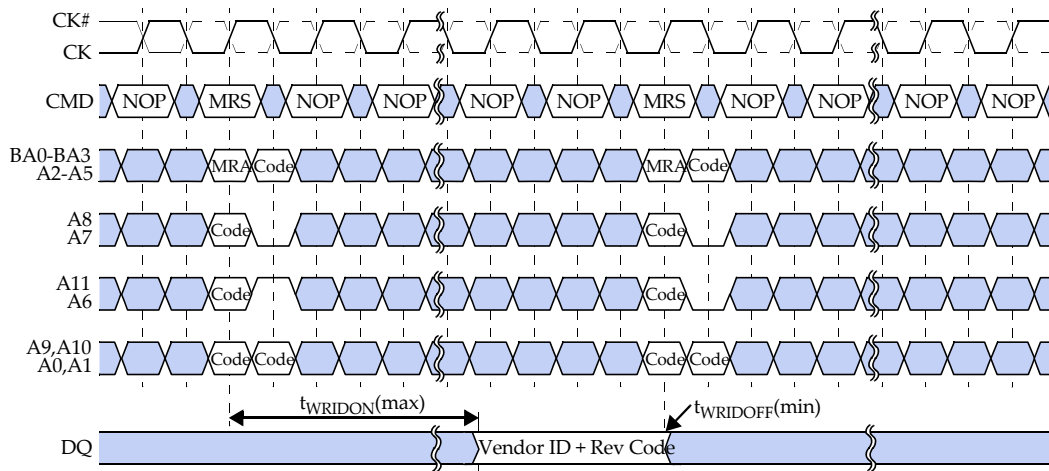 CK#
CK
CMD NOP MRS NOP NOP NOP NOP MRS NOP NOP NOP NOP
BA0-BA3
A2-A5 MRA Code MRA Code
A8
A7 Code Code
A11
A6 Code Code
A9,A10
A0,A1 Code Code Code Code
tWRIDON(max) tWRIDOFF(min)
DQ Vendor ID + Rev Code